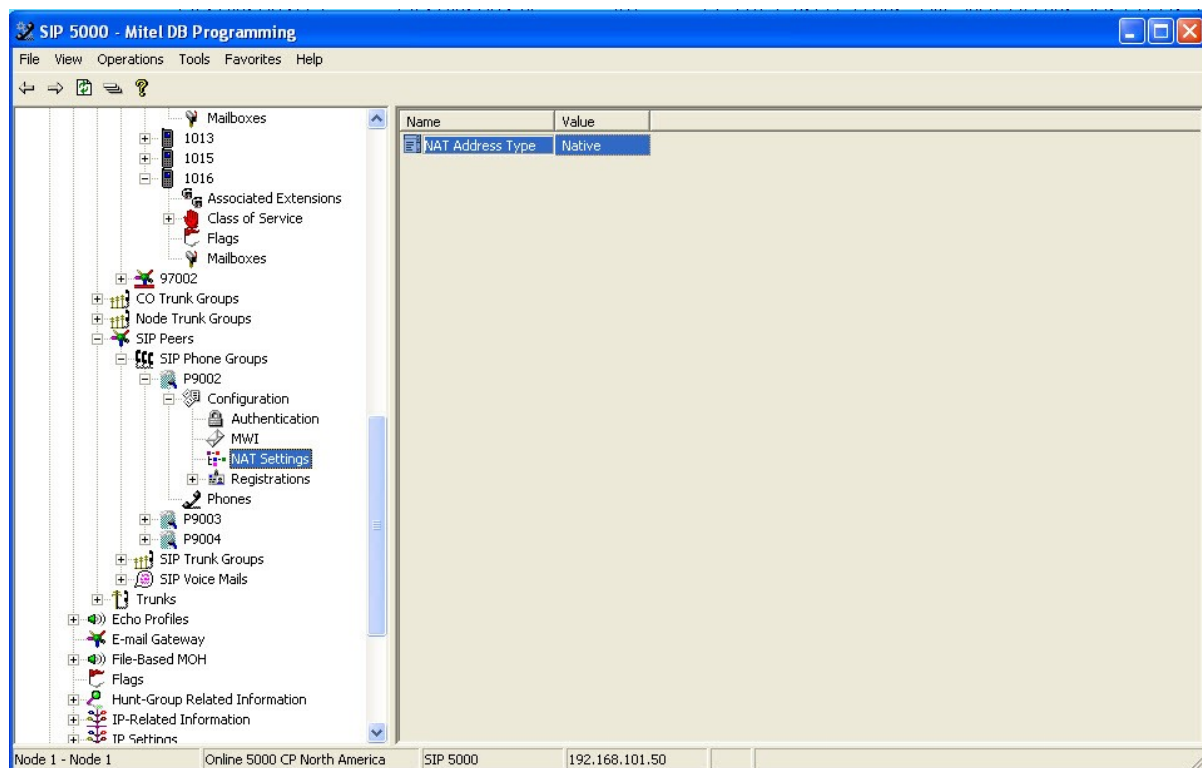 SIP 5000 - Mitel DB Programming
File View Operations Tools Favorites Help
Mailboxes
1013
1015
1016
Associated Extensions
Class of Service
Flags
Mailboxes
97002
CO Trunk Groups
Node Trunk Groups
SIP Peers
SIP Phone Groups
P9002
Configuration
Authentication
MWI
NAT Settings
Registrations
Phones
P9003
P9004
SIP Trunk Groups
SIP Voice Mails
Trunks
Echo Profiles
E-mail Gateway
File-Based MOH
Flags
Hunt-Group Related Information
IP-Related Information
IP Settings
Name Value
NAT Address Type Native
Node 1 - Node 1 Online 5000 CP North America SIP 5000 192.168.101.50